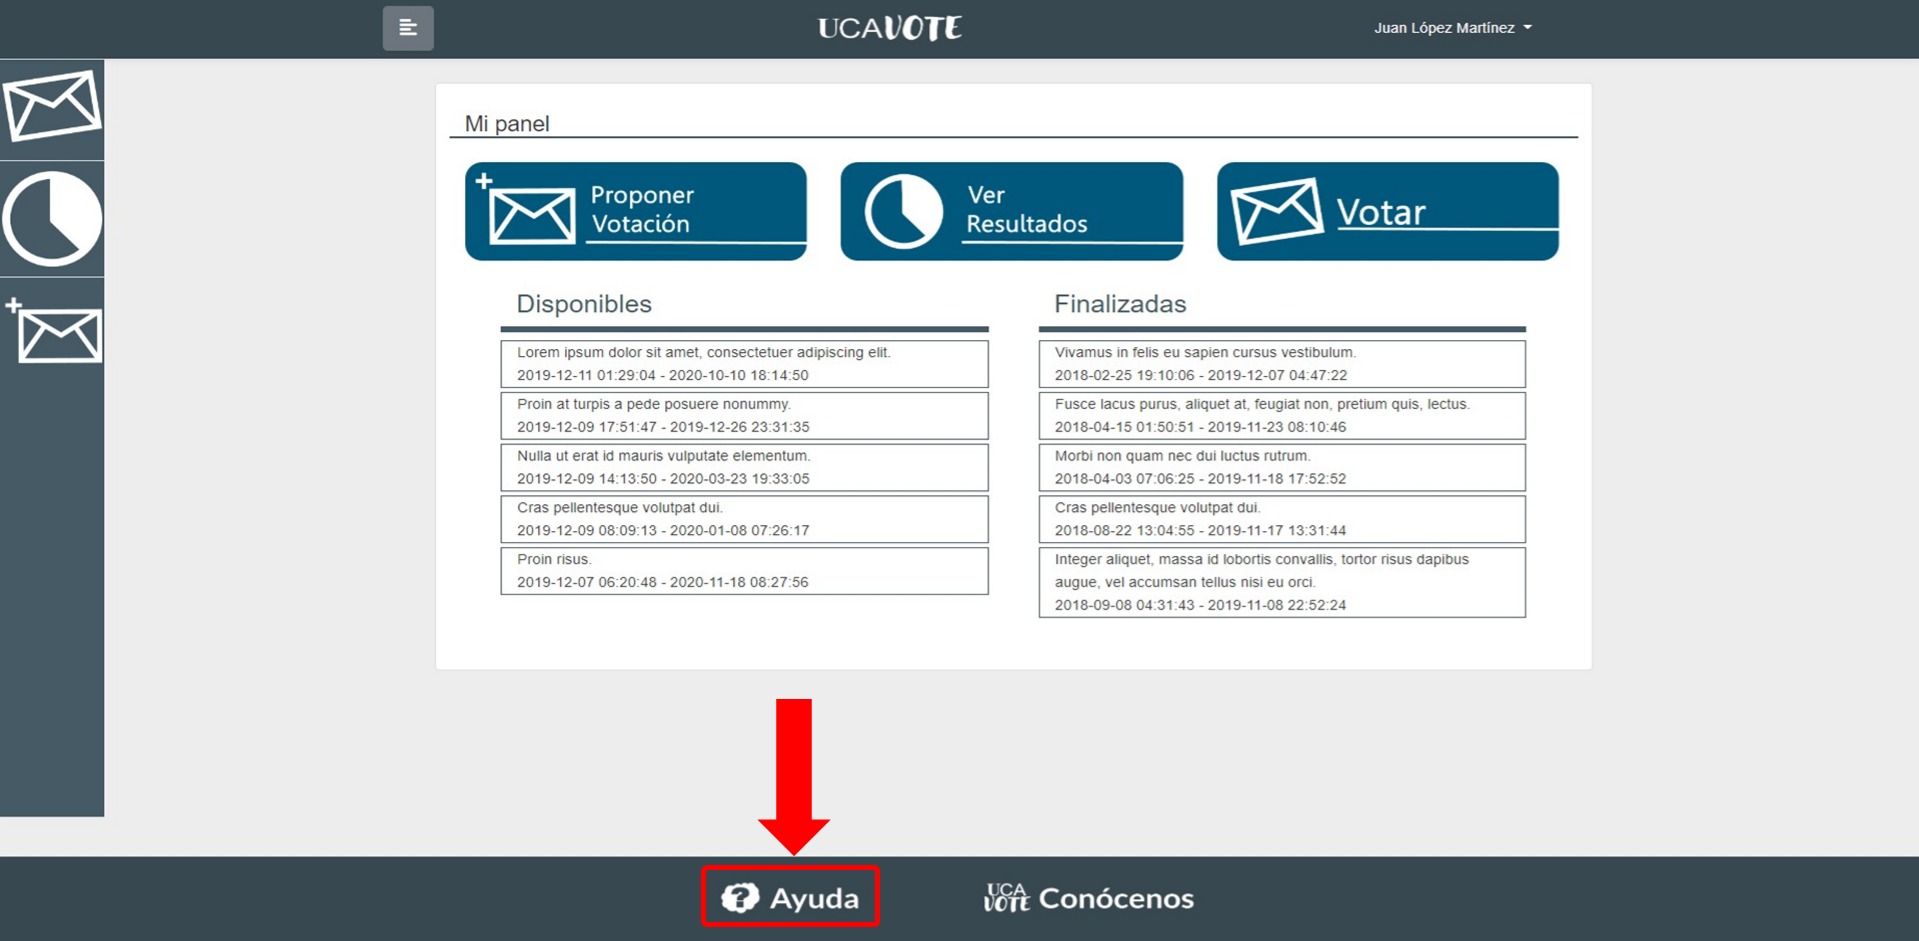 UCAVOTE
Juan López Martínez
Mi panel
Proponer
Votación
Ver
Resultados
Votar
Disponibles
Lorem ipsum dolor sit amet, consectetuer adipiscing elit.
2019-12-11 01:29:04 - 2020-10-10 18:14:50
Proin at turpis a pede posuere nonummy.
2019-12-09 17:51:47 - 2019-12-26 23:31:35
Nulla ut erat id mauris vulputate elementum.
2019-12-09 14:13:50 - 2020-03-23 19:33:05
Cras pellentesque volutpat dui.
2019-12-09 08:09:13 - 2020-01-08 07:26:17
Proin risus.
2019-12-07 06:20:48 - 2020-11-18 08:27:56
Finalizadas
Vivamus in felis eu sapien cursus vestibulum.
2018-02-25 19:10:06 - 2019-12-07 04:47:22
Fusce lacus purus, aliquet at, feugiat non, pretium quis, lectus.
2018-04-15 01:50:51 - 2019-11-23 08:10:46
Morbi non quam nec dui luctus rutrum.
2018-04-03 07:06:25 - 2019-11-18 17:52:52
Cras pellentesque volutpat dui.
2018-08-22 13:04:55 - 2019-11-17 13:31:44
Integer aliquet, massa id lobortis convallis, tortor risus dapibus
augue, vel accumsan tellus nisi eu orci.
2018-09-08 04:31:43 - 2019-11-08 22:52:24
? Ayuda
UCA
VOTE
Conócenos